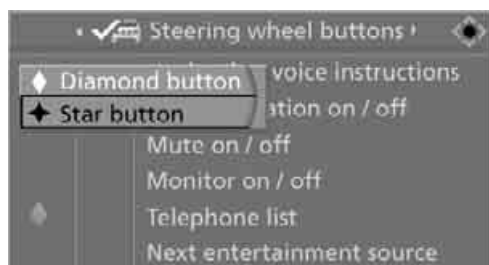 Steering wheel buttons
Diamond button
voice instructions
Star button
ation on / off
Mute on / off
Monitor on / off
Telephone list
Next entertainment source